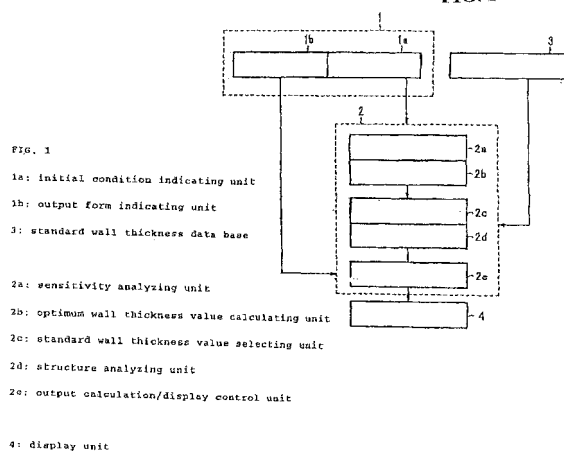 1
1b
1a
3
2
2a
2b
2c
2d
2e
4
FIG. 1
1a: initial condition indicating unit
1b: output form indicating unit
3: standard wall thickness data base
2a: sensitivity analyzing unit
2b: optimum wall thickness value calculating unit
2c: standard wall thickness value selecting unit
2d: structure analyzing unit
2e: output calculation/display control unit
4: display unit